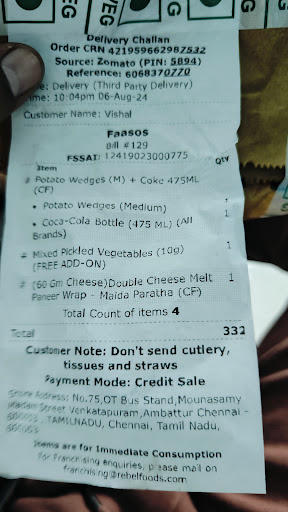 VEG
VEG
Delivery Challan
Order CRN 421959662987532
Source: Zomato (PIN: 5894)
Reference: 6068370770
Delivery (Third Party Delivery)
10:04pm 06-Aug-24
Customer Name: Vishal
Faasos
Bill #129
FSSAI: 12419023000775
Item QTY
# Potato Wedges (M) + Coke 475ML 1
(CF)
• Potato Wedges (Medium) 1
• Coca-Cola Bottle (475 ML) (All 1
Brands)
# Mixed Pickled Vegetables (10g) 1
(FREE ADD-ON)
# (60 Gm Cheese)Double Cheese Melt 1
Paneer Wrap - Maida Paratha (CF)
Total Count of items 4
Total 332
Customer Note: Don't send cutlery,
tissues and straws
Payment Mode: Credit Sale
Store Address: No.75,OT Bus Stand,Mounasamy
Madam Street Venkatapuram,Ambattur Chennai -
TAMILNADU, Chennai, Tamil Nadu,
Items are for Immediate Consumption
For Franchising enquiries, please mail on
franchising@rebelfoods.com